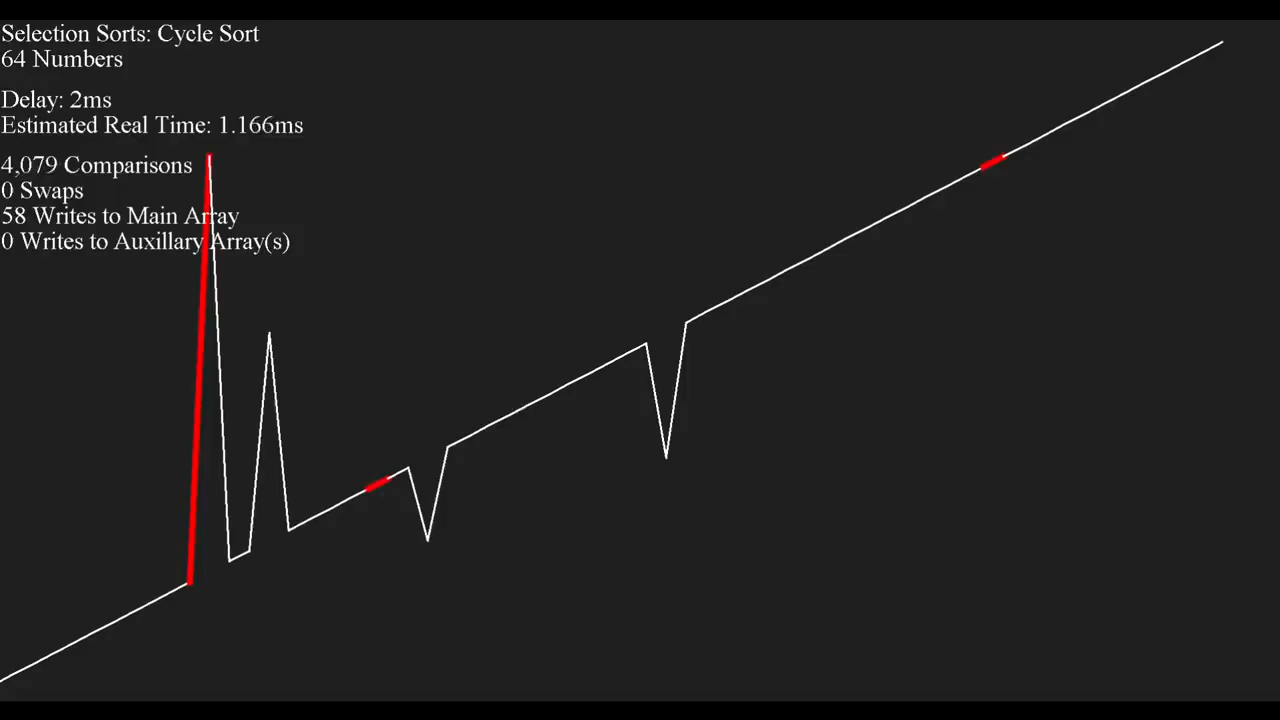 Selection Sorts: Cycle Sort
64 Numbers
Delay: 2ms
Estimated Real Time: 1.166ms
4,079 Comparisons
0 Swaps
58 Writes to Main Array
0 Writes to Auxillary Array(s)